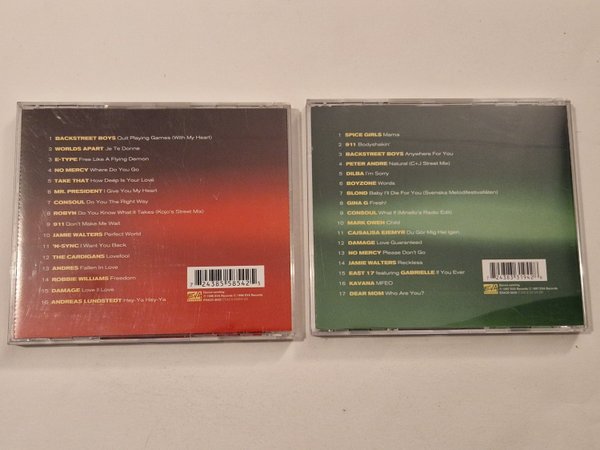 1 BACKSTREET BOYS Quit Playing Games (With My Heart)
2 WORLDS APART Je Te Donne
3 E-TYPE Free Like A Flying Demon
4 NO MERCY Where Do You Go
5 TAKE THAT How Deep Is Your Love
6 MR. PRESIDENT I Give You My Heart
7 CONSOUL Do You The Right Way
8 ROBYN Do You Know What It Takes (Kojo's Street Mix)
9 911 Don't Make Me Wait
10 JAMIE WALTERS Perfect World
11 'N-SYNC I Want You Back
12 THE CARDIGANS Lovefool
13 ANDRES Fallen In Love
14 ROBBIE WILLIAMS Freedom
15 DAMAGE Love II Love
16 ANDREAS LUNDSTEDT Hey-Ya Hey-Ya
7 24385 58542 5
1 SPICE GIRLS Mama
2 911 Bodyshakin'
3 BACKSTREET BOYS Anywhere For You
4 PETER ANDRE Natural (C+J Street Mix)
5 DILBA I'm Sorry
6 BOYZONE Words
7 BLOND Baby I'll Die For You (Svenska Melodifestivallåten)
8 GINA G Fresh!
9 CONSOUL What If (Minello's Radio Edit)
10 MARK OWEN Child
11 CAJSALISA EJEMYR Du Gör Mig Hel Igen
12 DAMAGE Love Guaranteed
13 NO MERCY Please Don't Go
14 JAMIE WALTERS Reckless
15 EAST 17 featuring GABRIELLE If You Ever
16 KAVANA MFEO
17 DEAR MOM Who Are You?